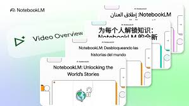 NotebookLM
Video Overview
إطلاق العنان NotebookLM
为每个人解锁知识：
NotebookLM 的全新
NotebookLM: Desbloqueando las
historias del mundo
NotebookLM: Unlocking the
World's Stories